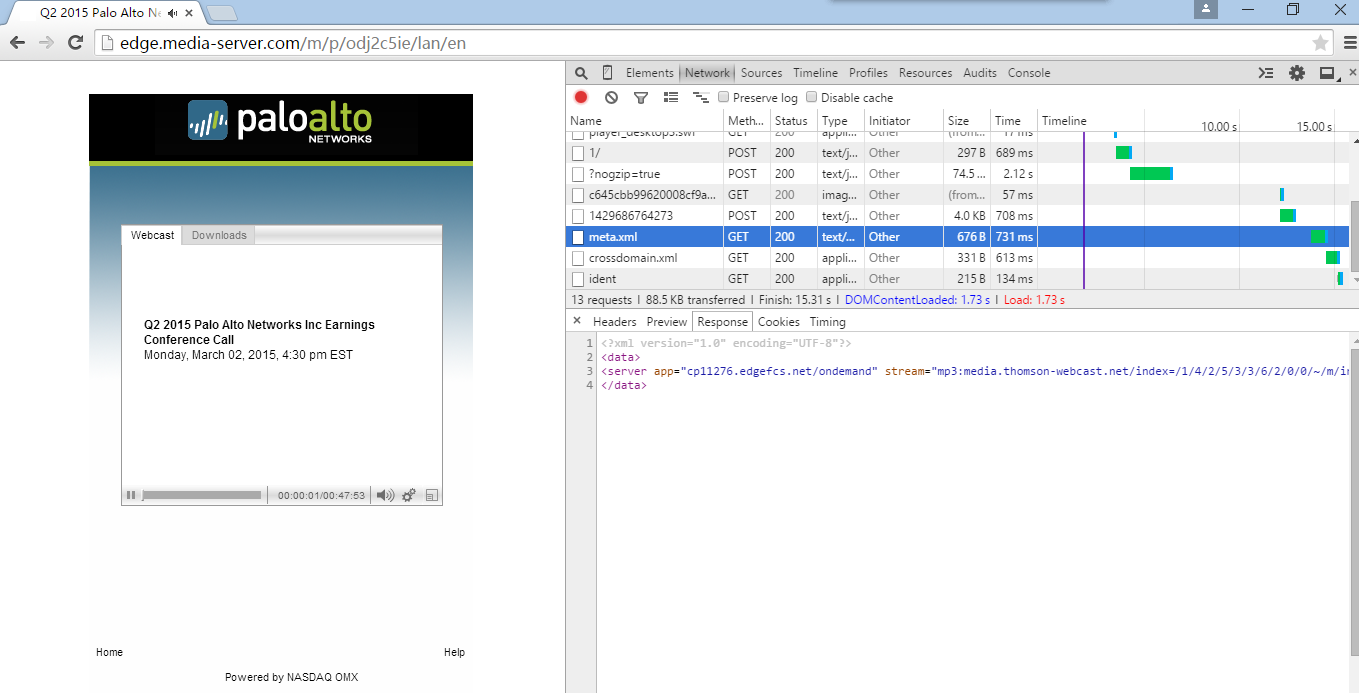 Q2 2015 Palo Alto Ne
edge.media-server.com/m/p/odj2c5ie/lan/en
paloalto
NETWORKS
Webcast Downloads
Q2 2015 Palo Alto Networks Inc Earnings
Conference Call
Monday, March 02, 2015, 4:30 pm EST
00:00:01/00:47:53
Home Help
Powered by NASDAQ OMX
Elements Network Sources Timeline Profiles Resources Audits Console
Preserve log Disable cache
Name Meth... Status Type Initiator Size Time Timeline 10.00 s 15.00 s
player_desktop3.swf GET 200 appli... Other (from... 17 ms
1/ POST 200 text/j... Other 297 B 689 ms
?nogzip=true POST 200 text/j... Other 74.5 ... 2.12 s
c645cbb99620008cf9a... GET 200 imag... Other (from... 57 ms
1429686764273 POST 200 text/j... Other 4.0 KB 708 ms
meta.xml GET 200 text/... Other 676 B 731 ms
crossdomain.xml GET 200 appli... Other 331 B 613 ms
ident GET 200 appli... Other 215 B 134 ms
13 requests | 88.5 KB transferred | Finish: 15.31 s | DOMContentLoaded: 1.73 s | Load: 1.73 s
× Headers Preview Response Cookies Timing
1 <?xml version="1.0" encoding="UTF-8"?>
2 <data>
3 <server app="cp11276.edgefcs.net/ondemand" stream="mp3:media.thomson-webcast.net/index=/1/4/2/5/3/3/6/2/0/0/~/m/in
4 </data>